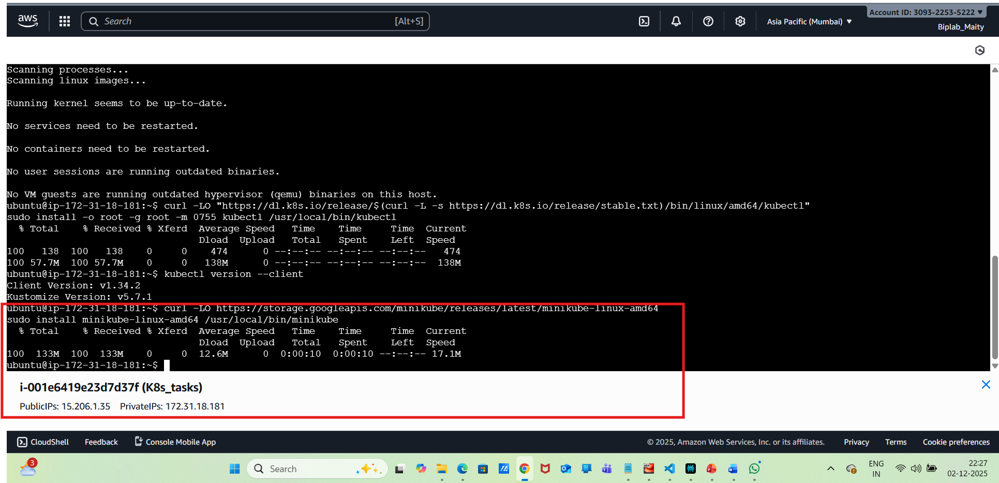 aws
Search
[Alt+S]
Asia Pacific (Mumbai) ▼
Account ID: 3093-2253-5222 ▼
Biplab_Maity
Scanning processes...
Scanning linux images...
Running kernel seems to be up-to-date.
No services need to be restarted.
No containers need to be restarted.
No user sessions are running outdated binaries.
No VM guests are running outdated hypervisor (qemu) binaries on this host.
ubuntu@ip-172-31-18-181:~$ curl -LO "https://dl.k8s.io/release/$(curl -L -s https://dl.k8s.io/release/stable.txt)/bin/linux/amd64/kubectl"
sudo install -o root -g root -m 0755 kubectl /usr/local/bin/kubectl
% Total % Received % Xferd Average Speed Time Time Time Current
Dload Upload Total Spent Left Speed
100 138 100 138 0 0 474 0 --:--:-- --:--:-- --:--:-- 474
100 57.7M 100 57.7M 0 0 138M 0 --:--:-- --:--:-- --:--:-- 138M
ubuntu@ip-172-31-18-181:~$ kubectl version --client
Client Version: v1.34.2
Kustomize Version: v5.7.1
ubuntu@ip-172-31-18-181:~$ curl -LO https://storage.googleapis.com/minikube/releases/latest/minikube-linux-amd64
sudo install minikube-linux-amd64 /usr/local/bin/minikube
% Total % Received % Xferd Average Speed Time Time Time Current
Dload Upload Total Spent Left Speed
100 133M 100 133M 0 0 12.6M 0 0:00:10 0:00:10 --:--:-- 17.1M
ubuntu@ip-172-31-18-181:~$
i-001e6419e23d7d37f (K8s_tasks)
PublicIPs: 15.206.1.35 PrivateIPs: 172.31.18.181
CloudShell Feedback Console Mobile App © 2025, Amazon Web Services, Inc. or its affiliates. Privacy Terms Cookie preferences
3
Search
ENG
IN
22:27
02-12-2025